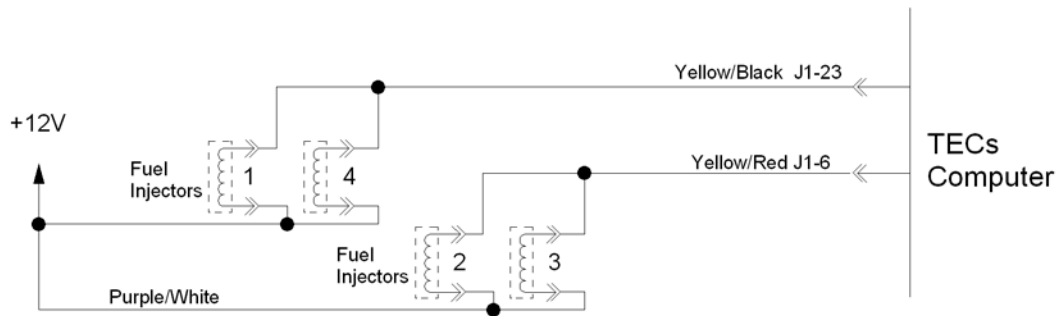 Yellow/Black J1-23
+12V
Fuel
Injectors
1
4
Yellow/Red J1-6
TECs
Computer
Fuel
Injectors
2
3
Purple/White